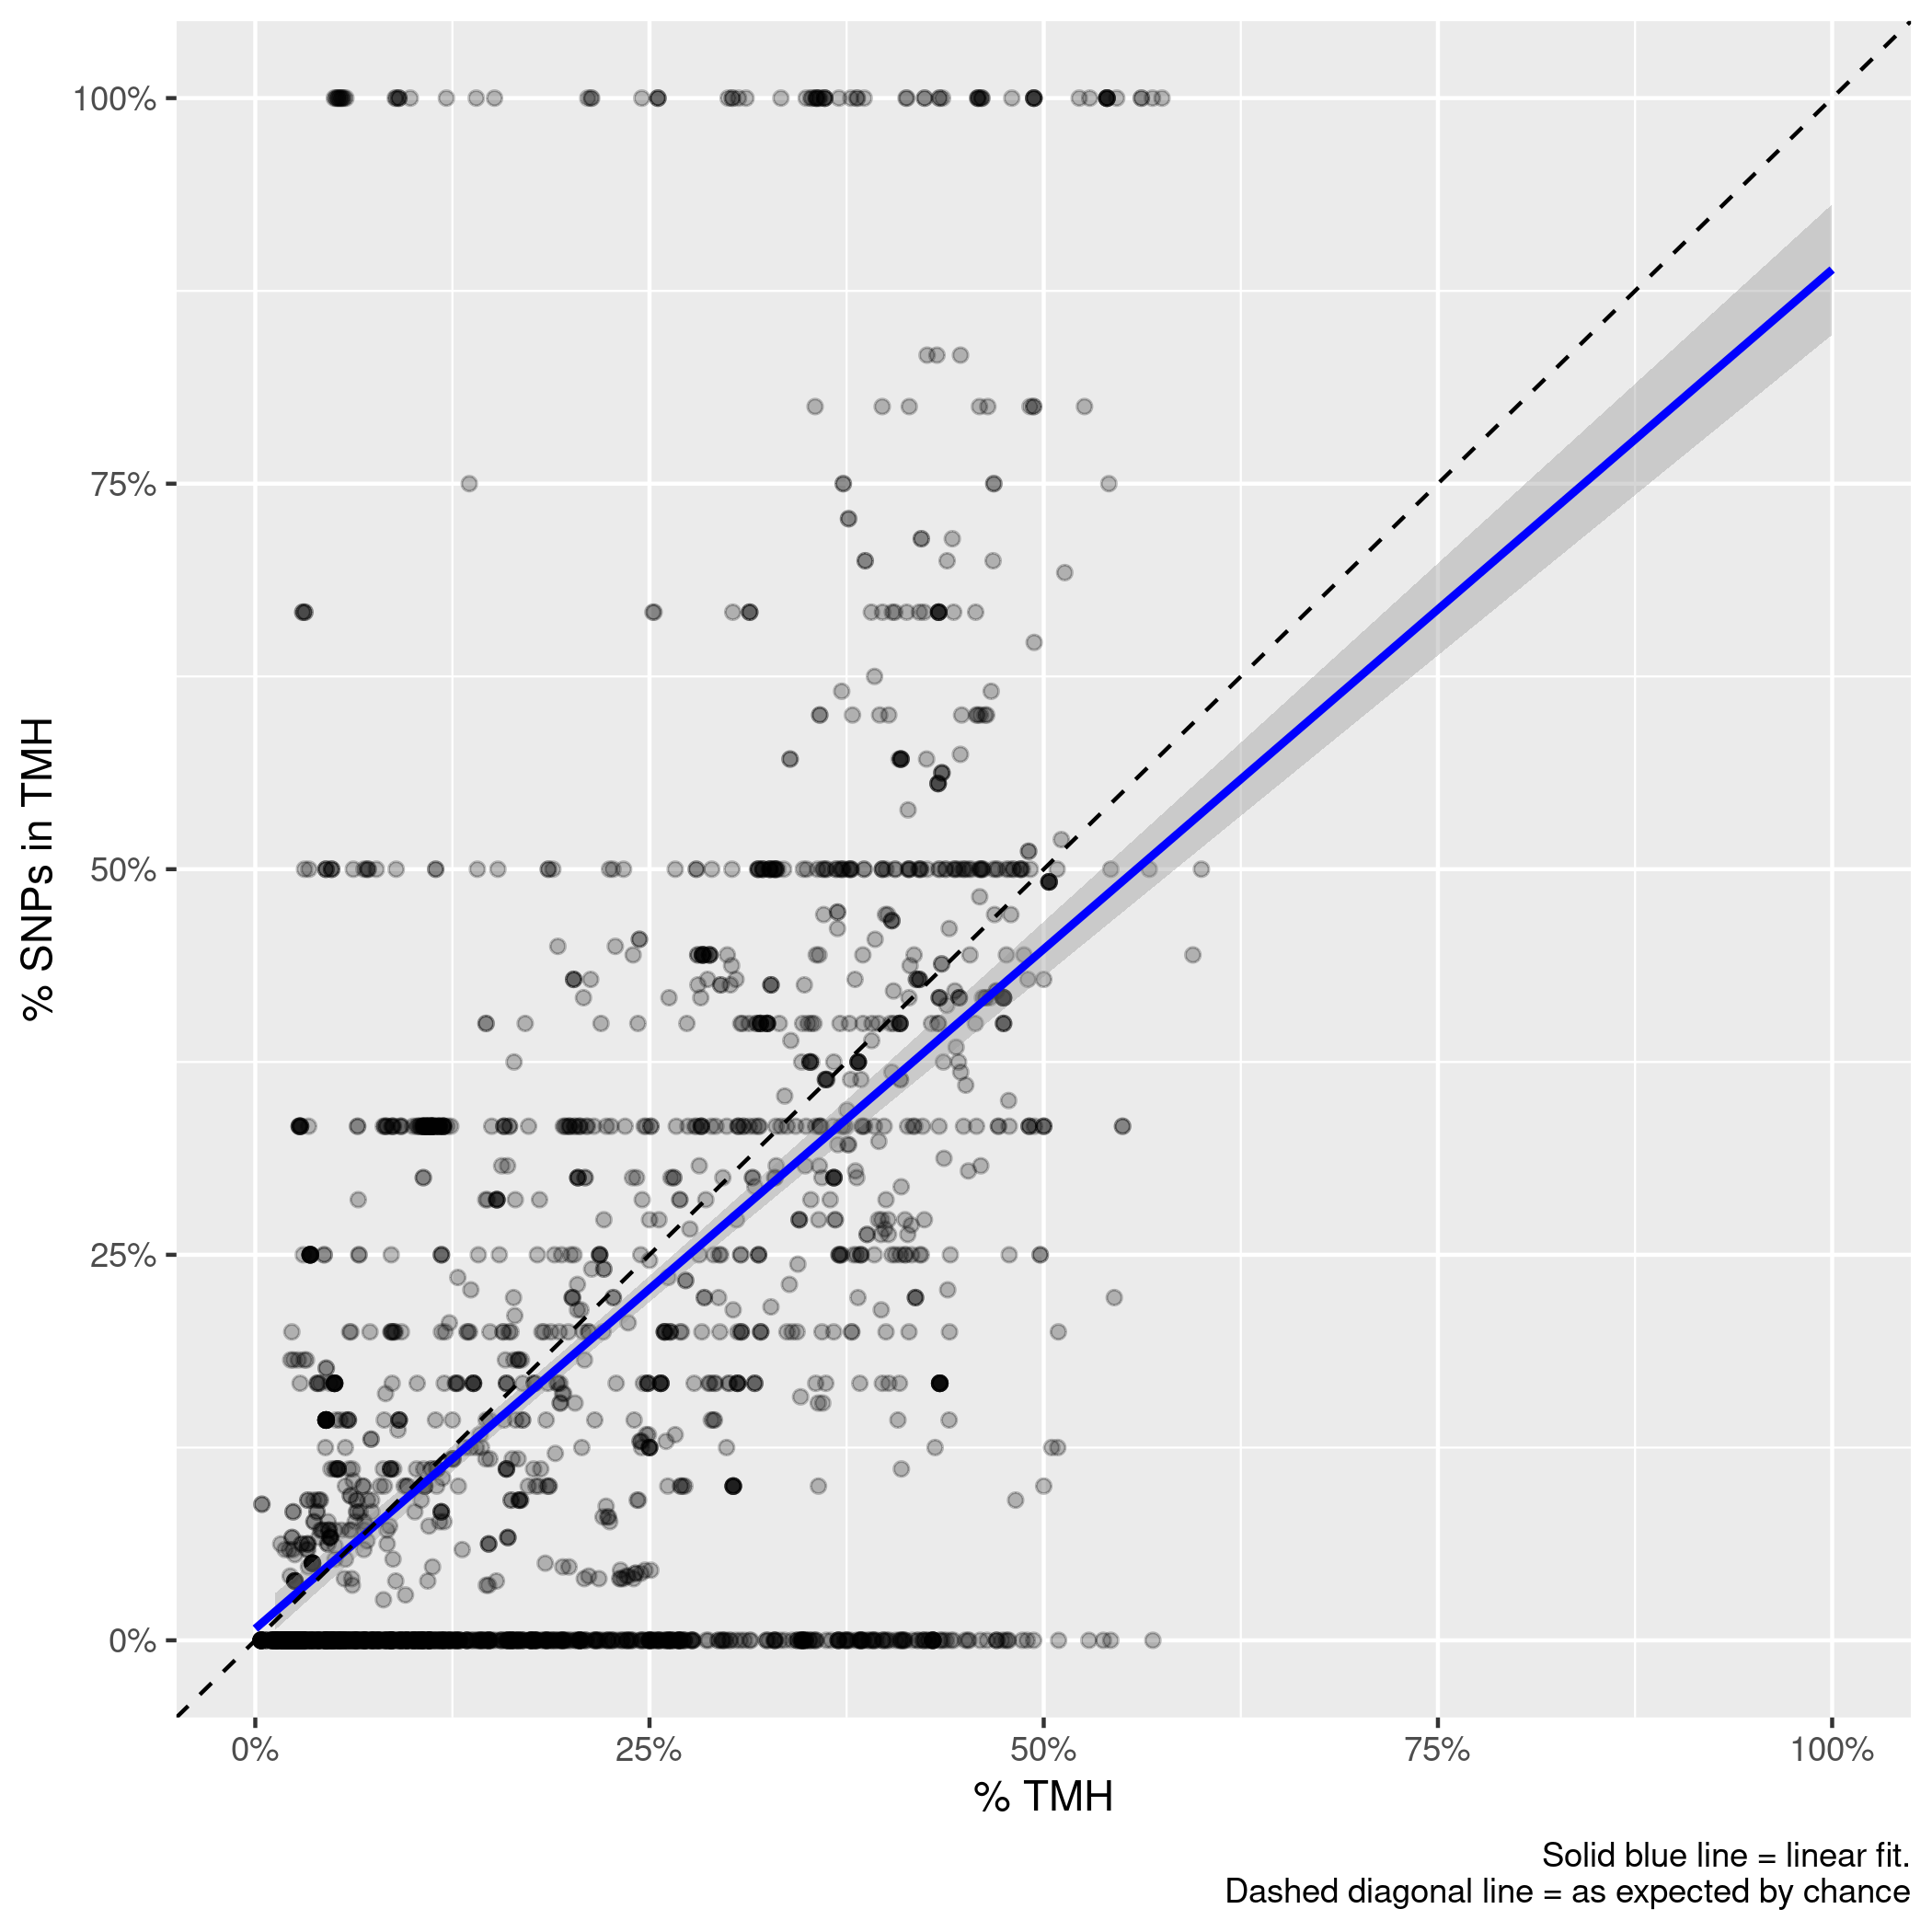 100%
75%
50%
25%
0%
% SNPs in TMH
0%
25%
50%
75%
100%
% TMH
Solid blue line = linear fit.
Dashed diagonal line = as expected by chance